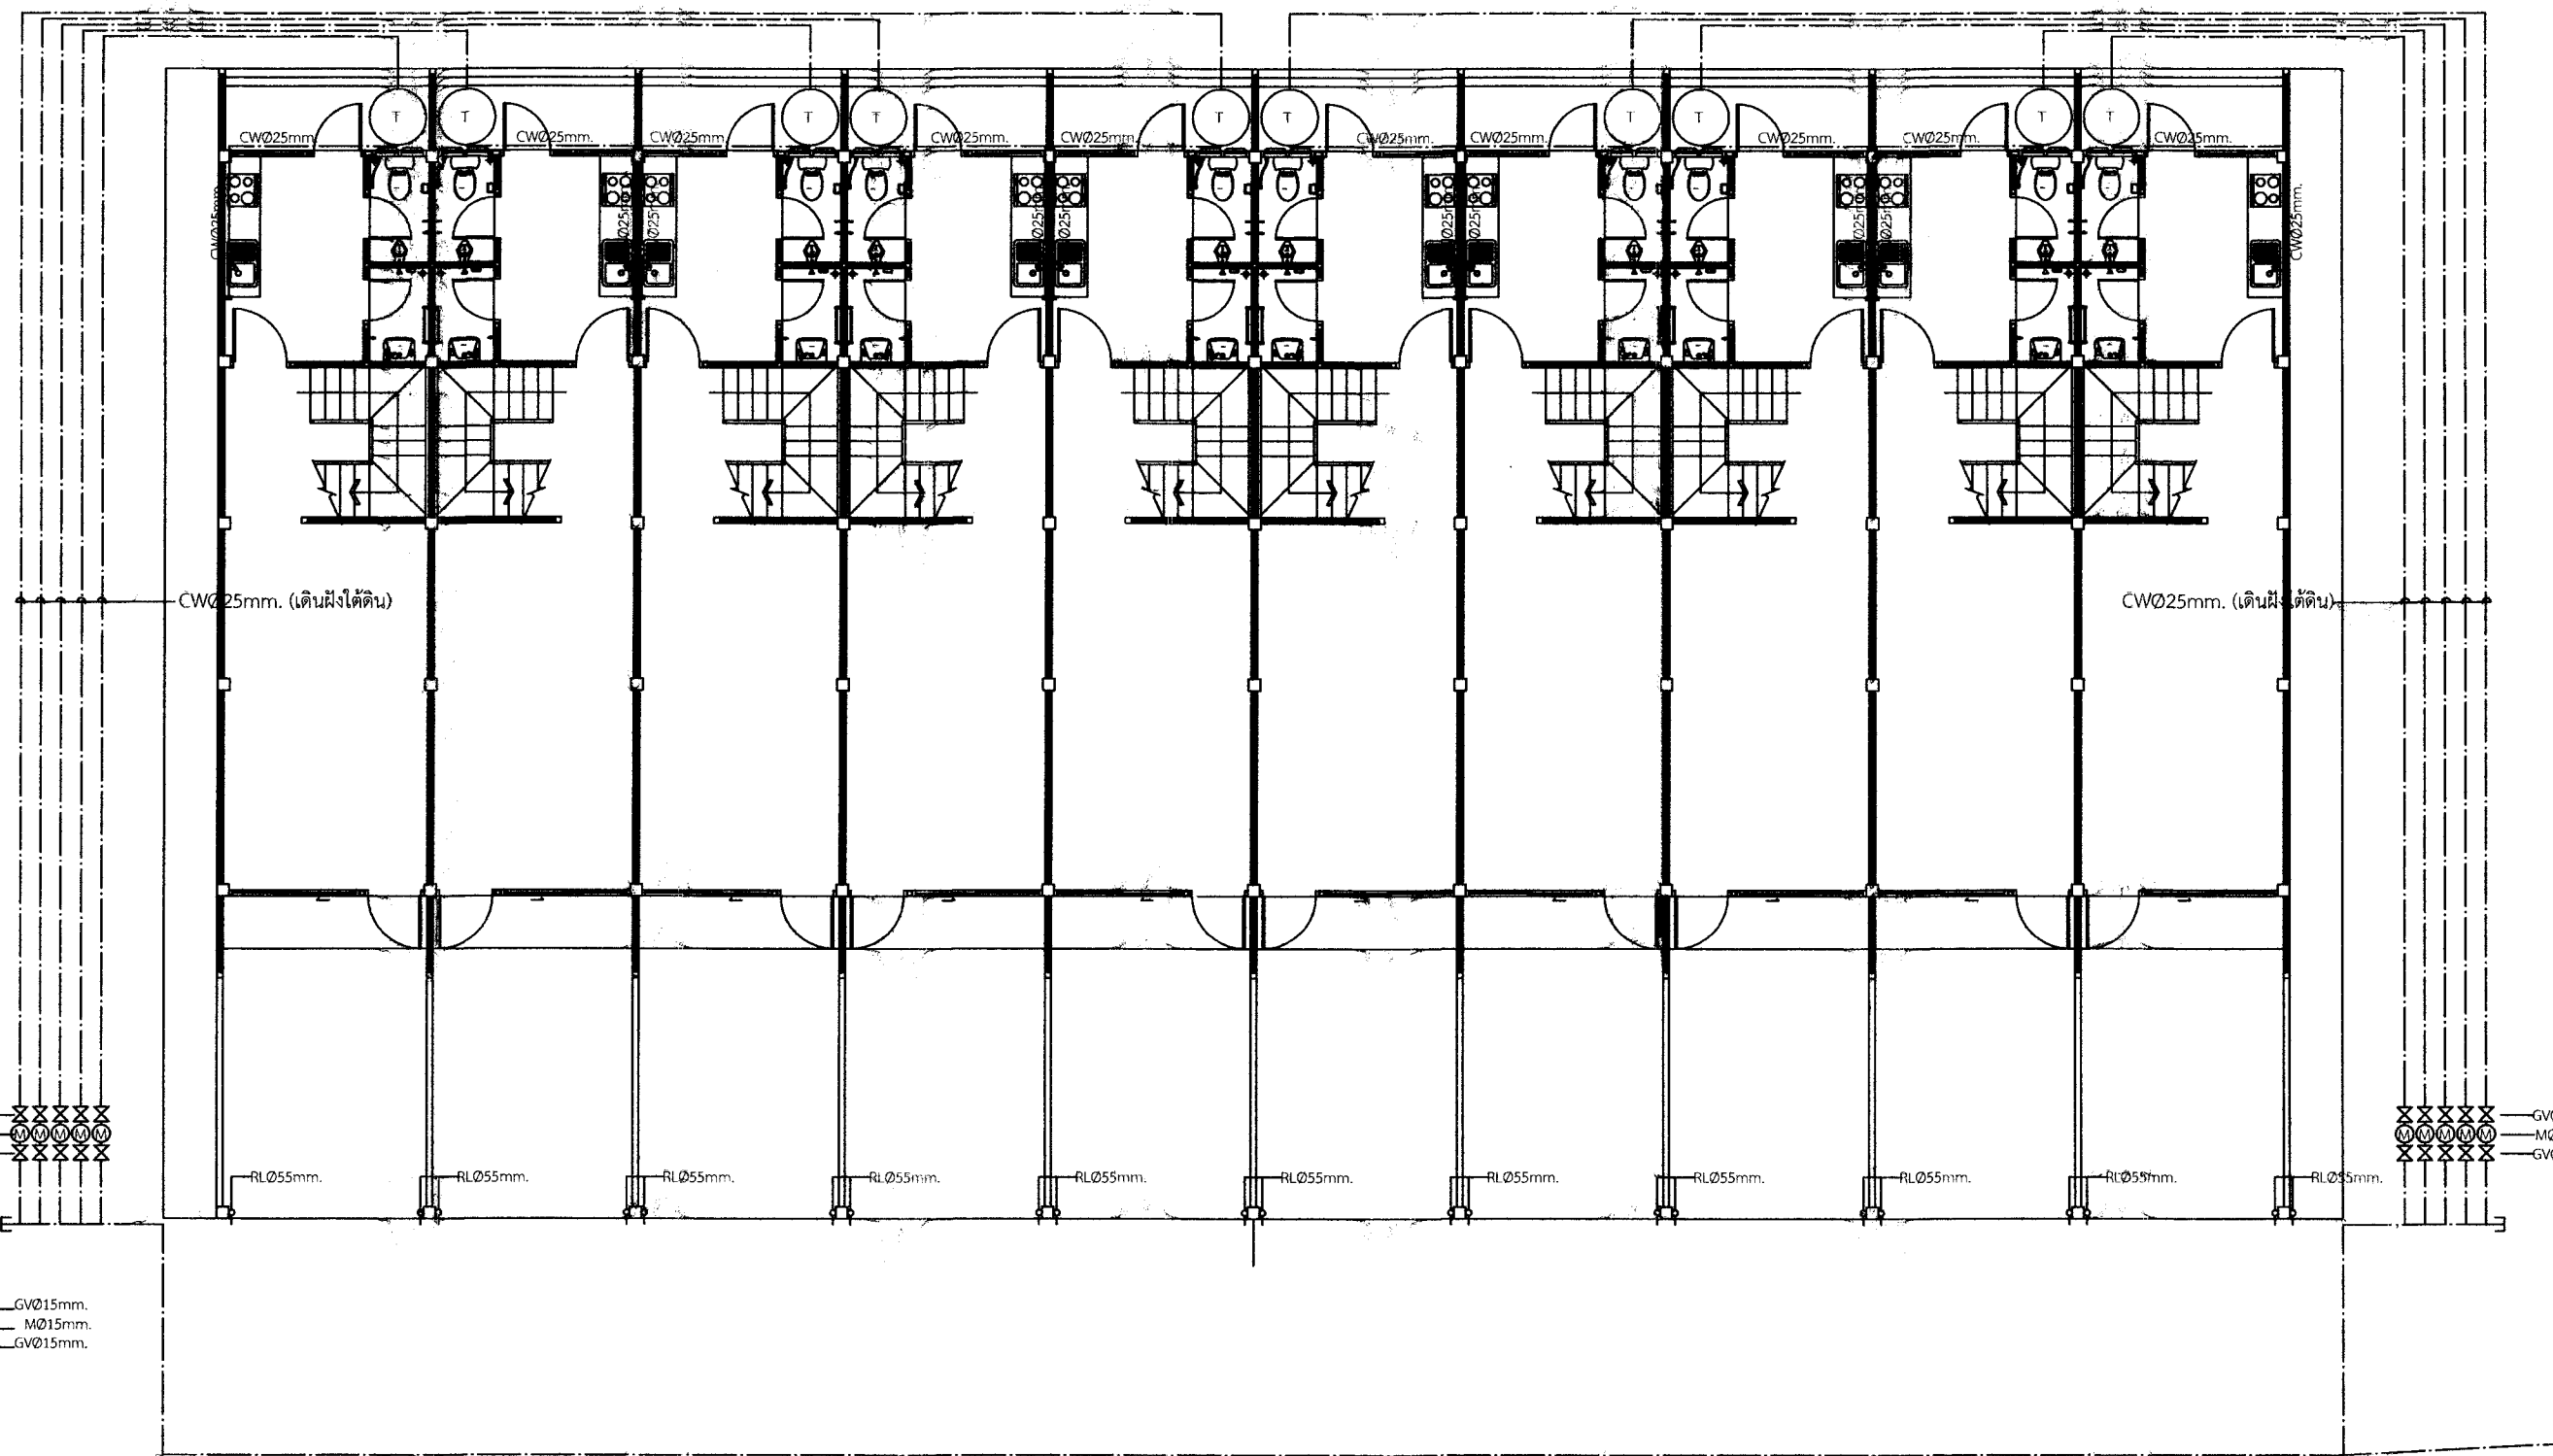 T T T T T T T T T T
CWØ25mm. CWØ25mm. CWØ25mm. CWØ25mm. CWØ25mm. CWØ25mm. CWØ25mm. CWØ25mm. CWØ25mm. CWØ25mm.
CWØ25mm.
CWØ25mm.
CWØ25mm. (เดินฝังใต้ดิน)
CWØ25mm. (เดินฝังใต้ดิน)
M M M M M
M M M M M
RLØ55mm. RLØ55mm. RLØ55mm. RLØ55mm. RLØ55mm. RLØ55mm. RLØ55mm. RLØ55mm. RLØ55mm. RLØ55mm. RLØ55mm.
GVØ15mm.
MØ15mm.
GVØ15mm.